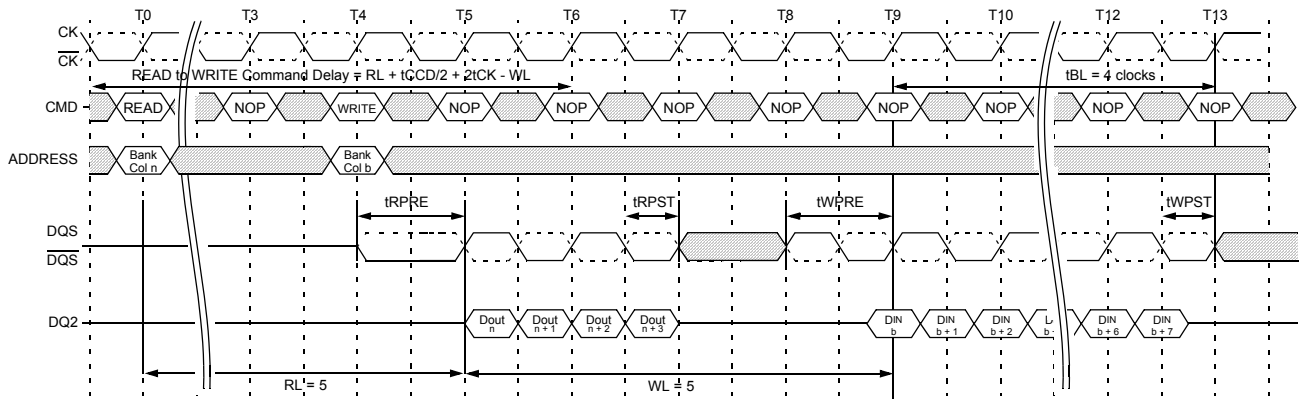 T0 T3 T4 T5 T6 T7 T8 T9 T10 T12 T13
CK
CK
READ to WRITE Command Delay = RL + tCCD/2 + 2tCK - WL
tBL = 4 clocks
CMD READ NOP WRITE NOP NOP NOP NOP NOP NOP NOP NOP
ADDRESS
Bank
Col n
Bank
Col b
tRPRE tRPST tWPRE tWPST
DQS
DQS
DQ2
Dout
n
Dout
n + 1
Dout
n + 2
Dout
n + 3
DIN
b
DIN
b + 1
DIN
b + 2
DIN
b + 6
DIN
b + 7
RL = 5 WL = 5